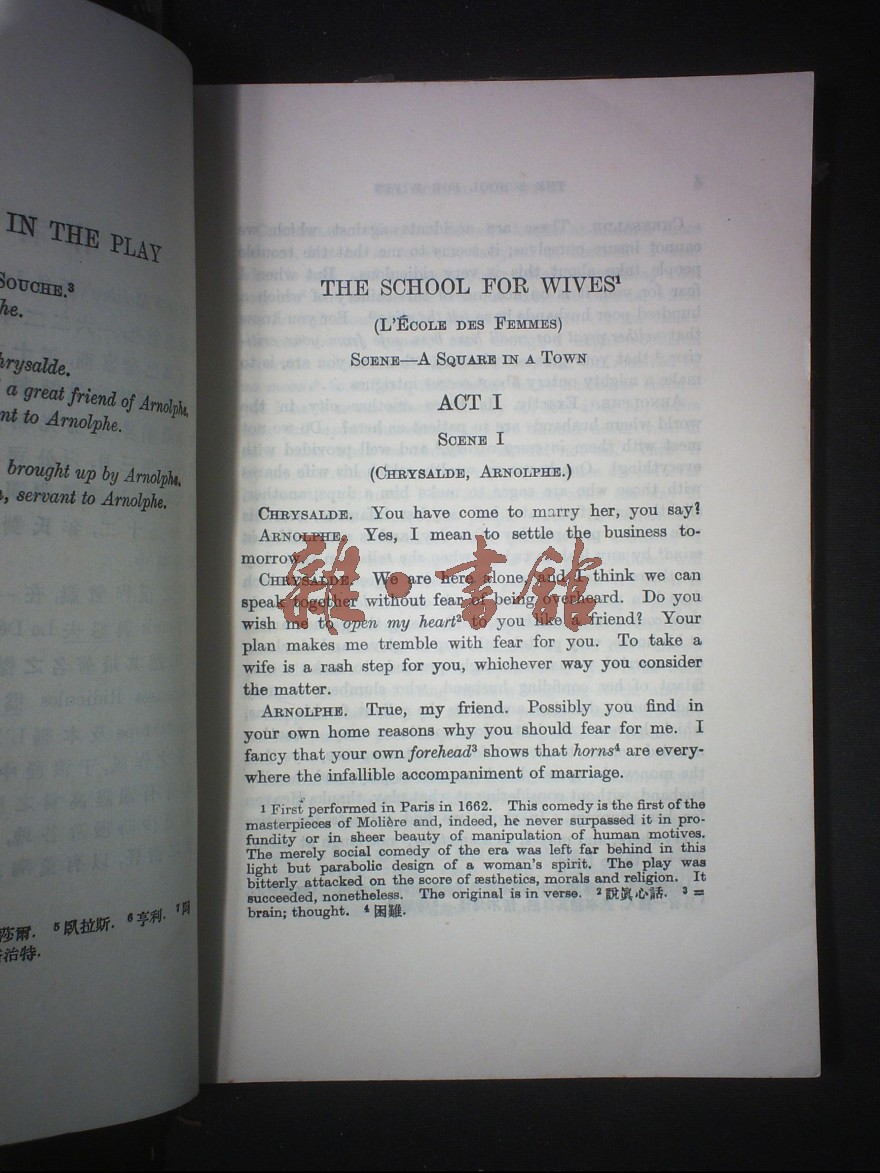 IN THE PLAY
SOUCHE.³
he.
hrysalde.
a great friend of Arnolphe.
nt to Arnolphe.
brought up by Arnolphe.
servant to Arnolphe.
莎爾. ⁵臥拉斯. ⁶亨利. ⁷阿
治特.
THE SCHOOL FOR WIVES¹
(L'ÉCOLE DES FEMMES)
SCENE—A SQUARE IN A TOWN
ACT I
SCENE I
(CHRYSALDE, ARNOLPHE.)
CHRYSALDE. You have come to marry her, you say?
ARNOLPHE. Yes, I mean to settle the business to-
morrow.
CHRYSALDE. We are here alone, and I think we can
speak together without fear of being overheard. Do you
wish me to open my heart² to you like a friend? Your
plan makes me tremble with fear for you. To take a
wife is a rash step for you, whichever way you consider
the matter.
ARNOLPHE. True, my friend. Possibly you find in
your own home reasons why you should fear for me. I
fancy that your own forehead³ shows that horns⁴ are every-
where the infallible accompaniment of marriage.
¹ First performed in Paris in 1662. This comedy is the first of the
masterpieces of Molière and, indeed, he never surpassed it in pro-
fundity or in sheer beauty of manipulation of human motives.
The merely social comedy of the era was left far behind in this
light but parabolic design of a woman's spirit. The play was
bitterly attacked on the score of æsthetics, morals and religion. It
succeeded, nonetheless. The original is in verse. ²說眞心話. ³ =
brain; thought. ⁴困難.
雜·書館